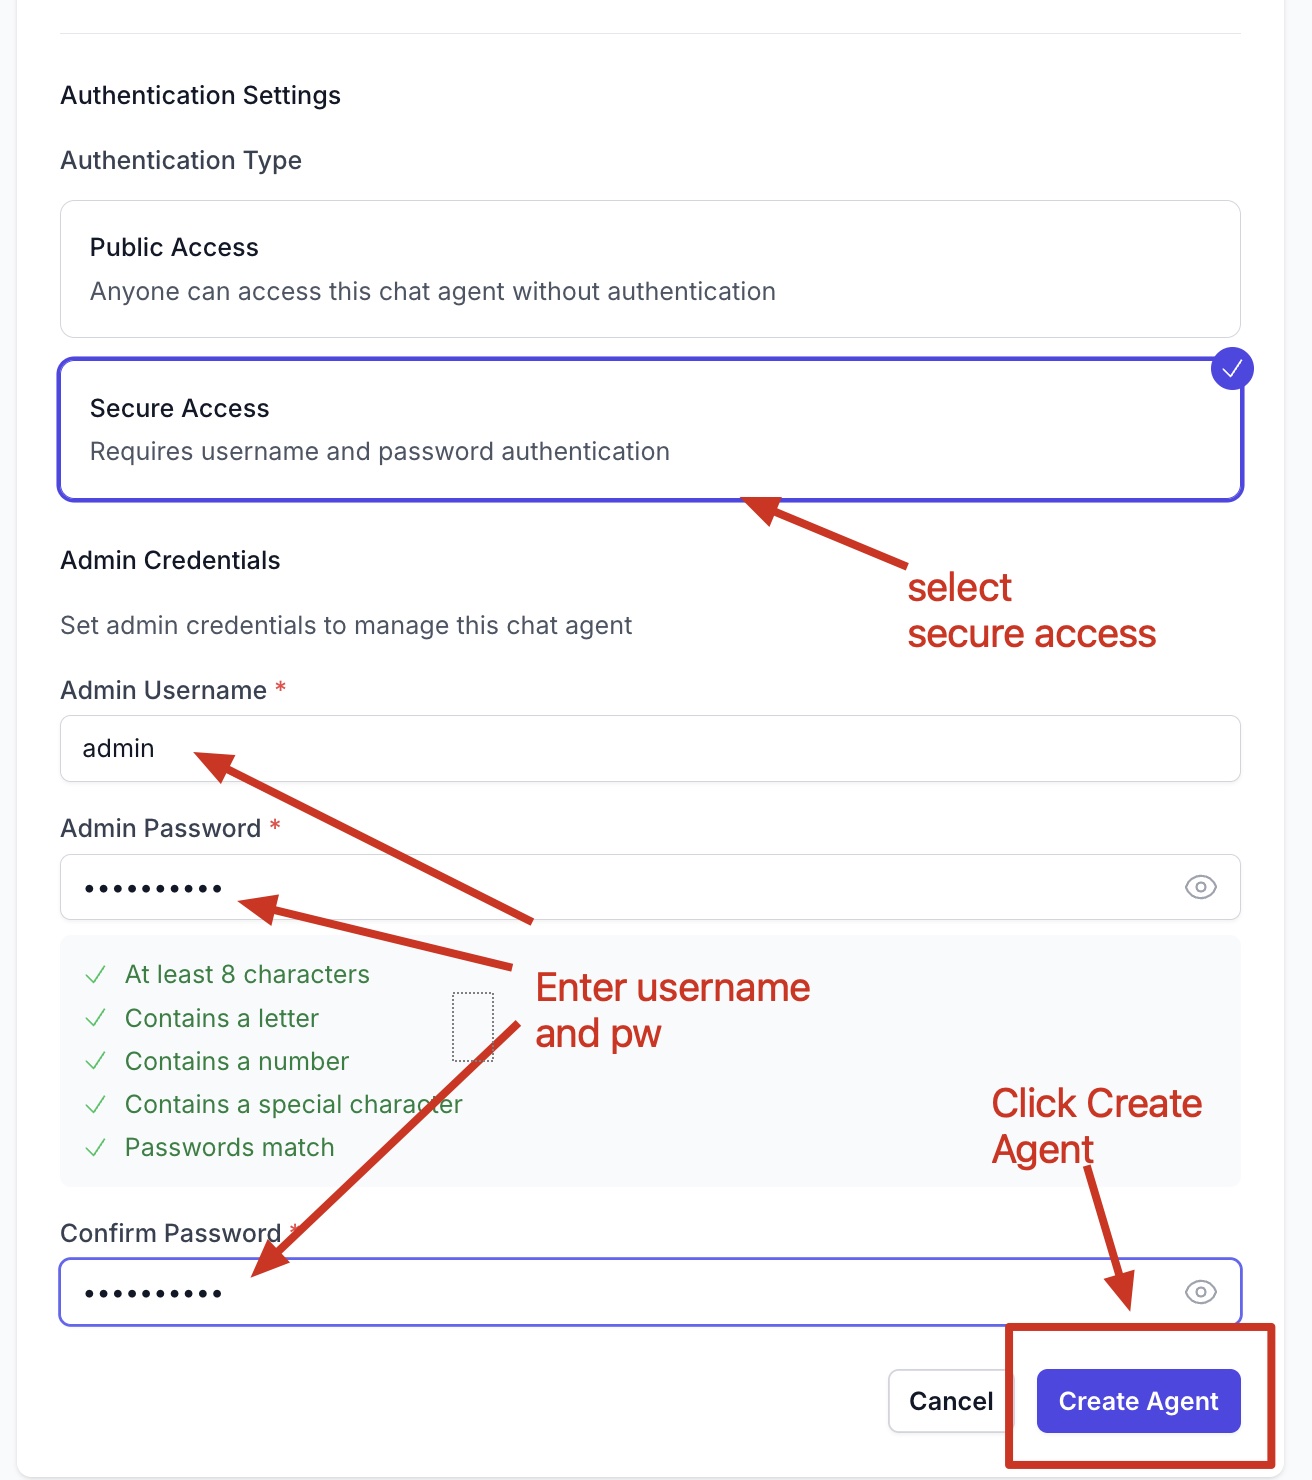 Authentication Settings
Authentication Type
Public Access
Anyone can access this chat agent without authentication
Secure Access
Requires username and password authentication
select
secure access
Admin Credentials
Set admin credentials to manage this chat agent
Admin Username *
admin
Admin Password *
••••••••••
At least 8 characters
Contains a letter
Contains a number
Contains a special character
Passwords match
Enter username
and pw
Click Create
Agent
Confirm Password *
••••••••••
Cancel
Create Agent